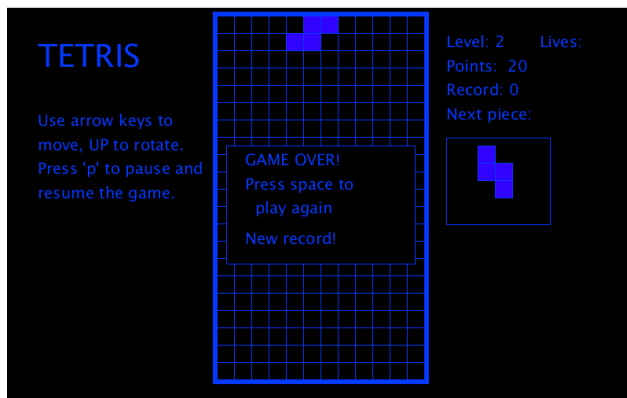 TETRIS
Use arrow keys to
move, UP to rotate.
Press 'p' to pause and
resume the game.
GAME OVER!
Press space to
play again
New record!
Level: 2 Lives:
Points: 20
Record: 0
Next piece: